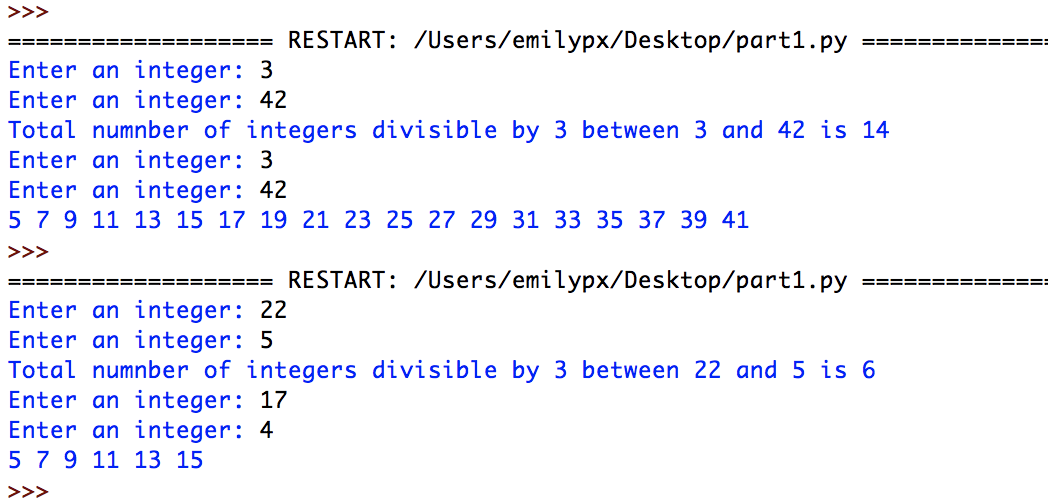 >>>
=================== RESTART: /Users/emilypx/Desktop/part1.py ==============
Enter an integer: 3
Enter an integer: 42
Total numnber of integers divisible by 3 between 3 and 42 is 14
Enter an integer: 3
Enter an integer: 42
5 7 9 11 13 15 17 19 21 23 25 27 29 31 33 35 37 39 41
>>>
=================== RESTART: /Users/emilypx/Desktop/part1.py ==============
Enter an integer: 22
Enter an integer: 5
Total numnber of integers divisible by 3 between 22 and 5 is 6
Enter an integer: 17
Enter an integer: 4
5 7 9 11 13 15
>>>